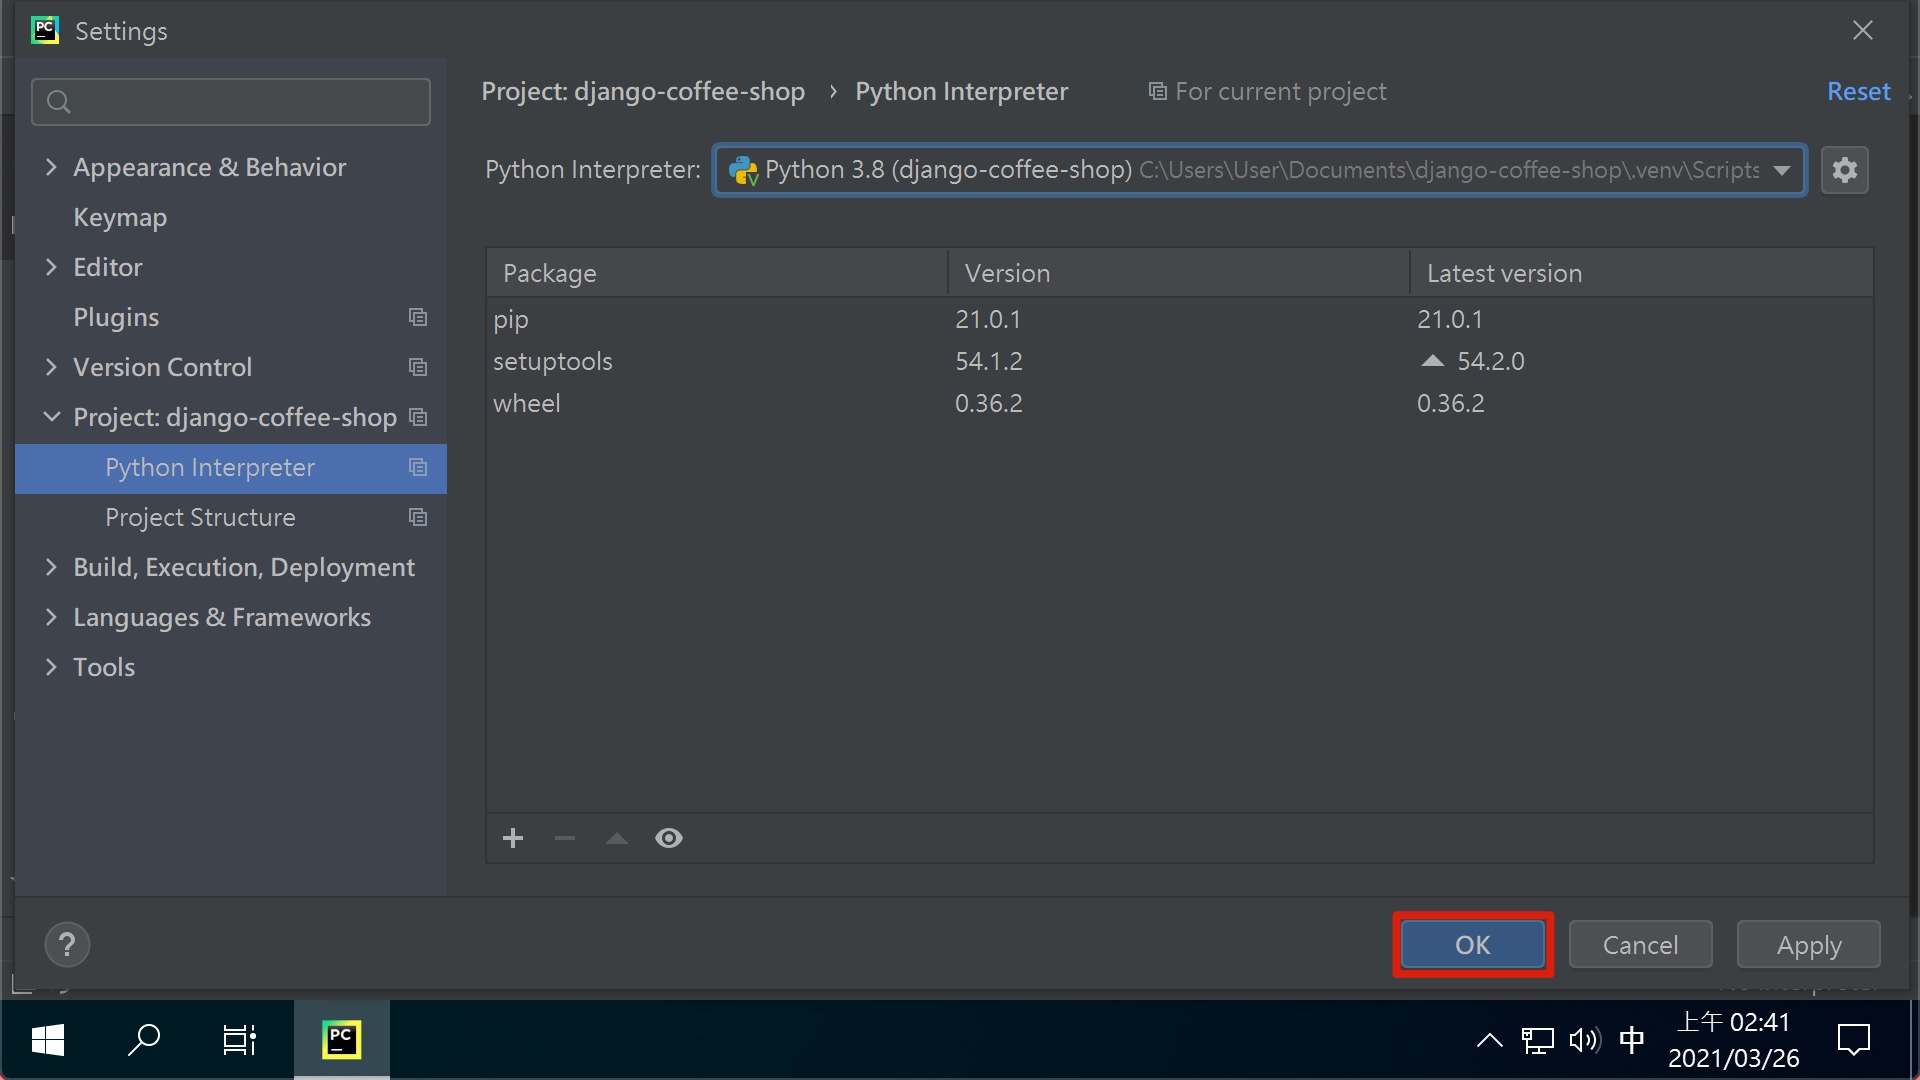 PC Settings
Project: django-coffee-shop › Python Interpreter For current project Reset
Python Interpreter: Python 3.8 (django-coffee-shop) C:\Users\User\Documents\django-coffee-shop\.venv\Scripts
Appearance & Behavior
Keymap
Editor
Plugins
Version Control
Project: django-coffee-shop
Python Interpreter
Project Structure
Build, Execution, Deployment
Languages & Frameworks
Tools
Package Version Latest version
pip 21.0.1 21.0.1
setuptools 54.1.2 54.2.0
wheel 0.36.2 0.36.2
? OK Cancel Apply
PC 中 上午 02:41
2021/03/26